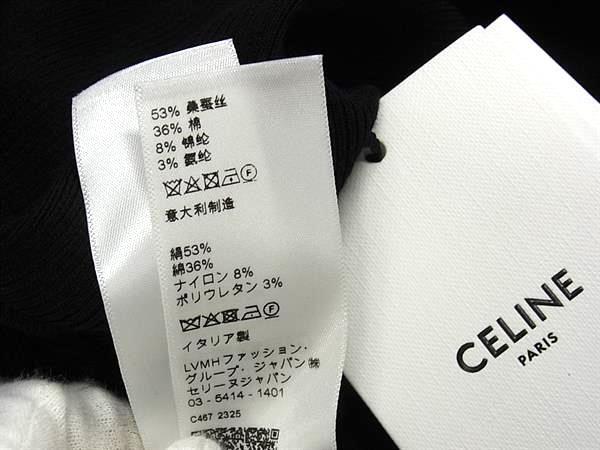 53% 桑蚕丝
36% 棉
8% 锦纶
3% 氨纶
意大利制造
絹53%
綿36%
ナイロン 8%
ポリウレタン 3%
イタリア製
LVMHファッション・
グループ・ジャパン㈱
セリーヌジャパン
03-5414-1401
C467 2325
CELINE
PARIS